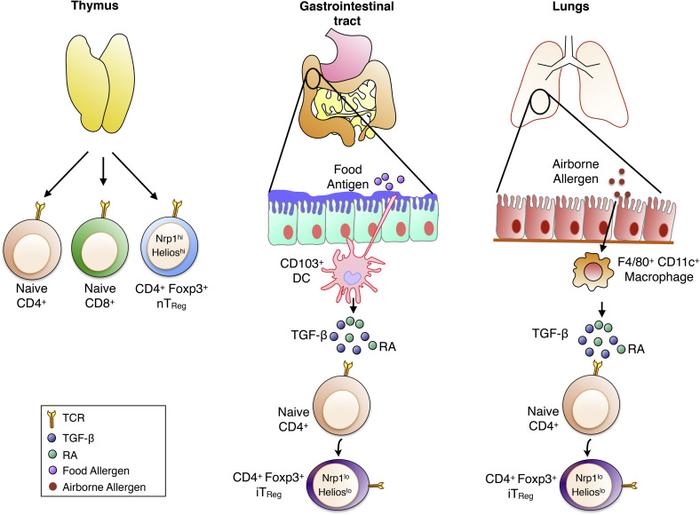 Thymus
Gastrointestinal
tract
Lungs
Food
Antigen
Airborne
Allergen
Nrp1ʰⁱ
Heliosʰⁱ
Naive
CD4⁺
Naive
CD8⁺
CD4⁺ Foxp3⁺
nTReg
CD103⁺
DC
F4/80⁺ CD11c⁺
Macrophage
TGF-β
RA
TGF-β
RA
Naive
CD4⁺
Naive
CD4⁺
CD4⁺ Foxp3⁺
iTReg
Nrp1ˡᵒ
Heliosˡᵒ
CD4⁺ Foxp3⁺
iTReg
Nrp1ˡᵒ
Heliosˡᵒ
TCR
TGF-β
RA
Food Allergen
Airborne Allergen